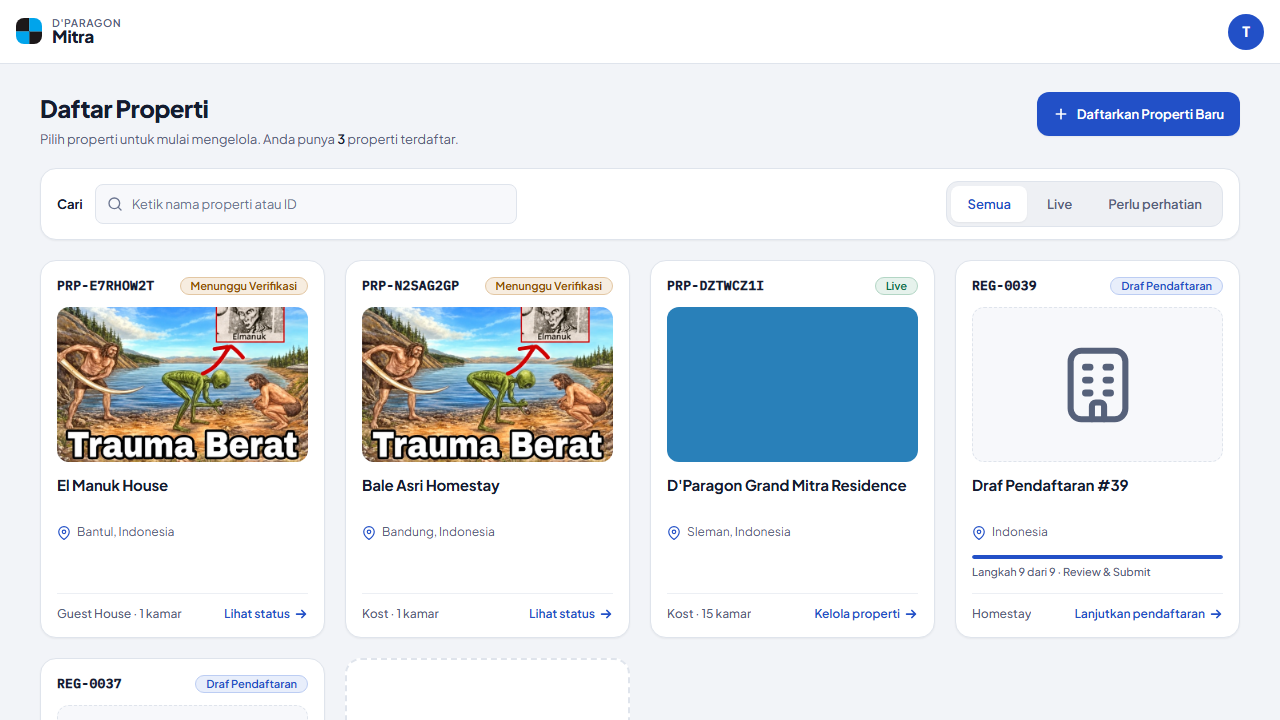 D'PARAGON
Mitra
T
Daftar Properti
Pilih properti untuk mulai mengelola. Anda punya 3 properti terdaftar.
Daftarkan Properti Baru
Cari
Ketik nama properti atau ID
Semua
Live
Perlu perhatian
PRP-E7RHOW2T
Menunggu Verifikasi
Elmanuk
Trauma Berat
El Manuk House
Bantul, Indonesia
Guest House · 1 kamar
Lihat status →
PRP-N2SAG2GP
Menunggu Verifikasi
Elmanuk
Trauma Berat
Bale Asri Homestay
Bandung, Indonesia
Kost · 1 kamar
Lihat status →
PRP-DZTWCZ1I
Live
D'Paragon Grand Mitra Residence
Sleman, Indonesia
Kost · 15 kamar
Kelola properti →
REG-0039
Draf Pendaftaran
Draf Pendaftaran #39
Indonesia
Langkah 9 dari 9 · Review & Submit
Homestay
Lanjutkan pendaftaran →
REG-0037
Draf Pendaftaran